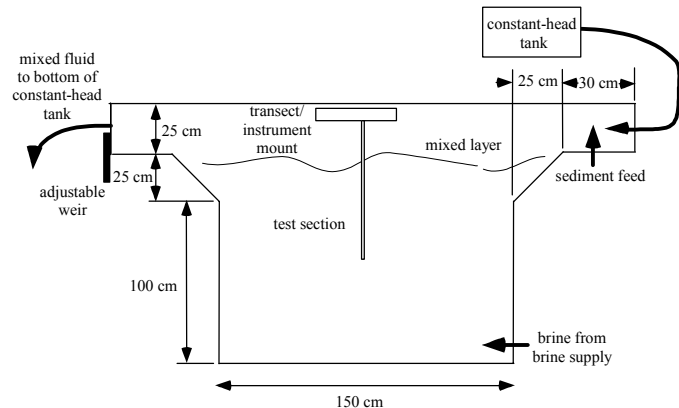 constant-head
tank
mixed fluid
to bottom of
constant-head
tank
25 cm
30 cm
25 cm
transect/
instrument
mount
mixed layer
25 cm
adjustable
weir
sediment feed
test section
100 cm
brine from
brine supply
150 cm